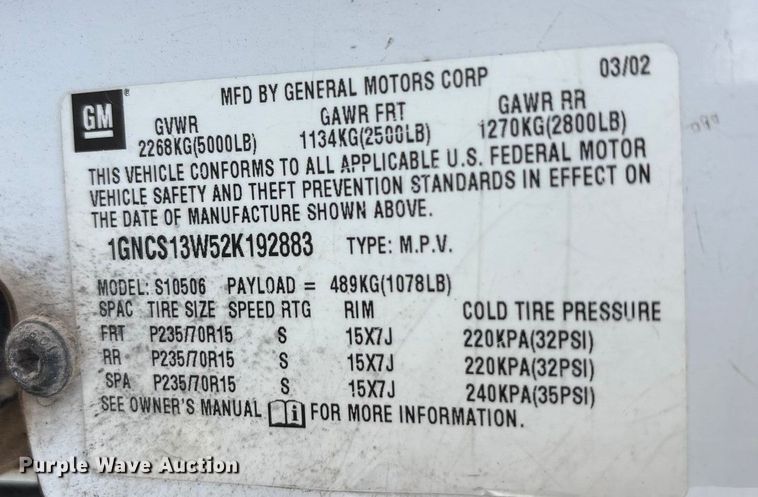 MFD BY GENERAL MOTORS CORP 03/02
GM
GVWR GAWR FRT GAWR RR
2268KG(5000LB) 1134KG(2500LB) 1270KG(2800LB)
THIS VEHICLE CONFORMS TO ALL APPLICABLE U.S. FEDERAL MOTOR
VEHICLE SAFETY AND THEFT PREVENTION STANDARDS IN EFFECT ON
THE DATE OF MANUFACTURE SHOWN ABOVE.
1GNCS13W52K192883 TYPE: M.P.V.
MODEL: S10506 PAYLOAD = 489KG(1078LB)
SPAC TIRE SIZE SPEED RTG RIM COLD TIRE PRESSURE
FRT P235/70R15 S 15X7J 220KPA(32PSI)
RR P235/70R15 S 15X7J 220KPA(32PSI)
SPA P235/70R15 S 15X7J 240KPA(35PSI)
SEE OWNER'S MANUAL i FOR MORE INFORMATION.
Purple Wave Auction